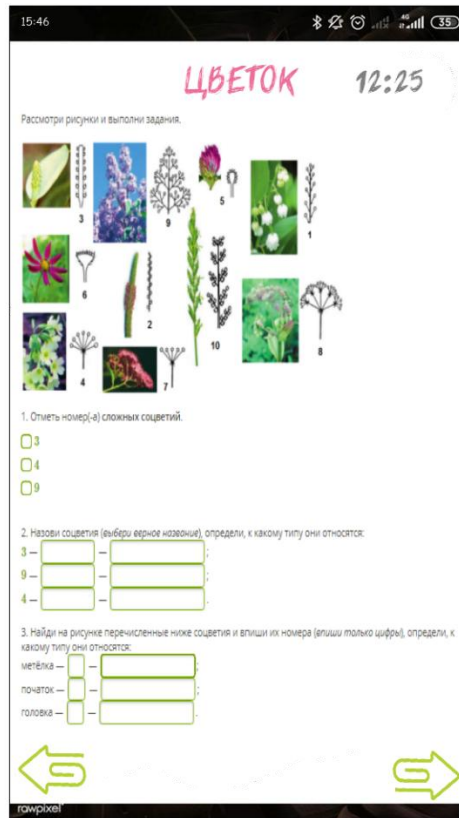 15:46
4G
35
ЦВЕТОК 12:25
Рассмотри рисунки и выполни задания.
3
9
5
1
6
2
10
8
4
7
1. Отметь номер(-а) сложных соцветий.
3
4
9
2. Назови соцветия (выбери верное название), определи, к какому типу они относятся:
3 — — ;
9 — — ;
4 — — .
3. Найди на рисунке перечисленные ниже соцветия и впиши их номера (впиши только цифры), определи, к
какому типу они относятся:
метёлка — — ;
початок — — ;
головка — — .
rawpixel